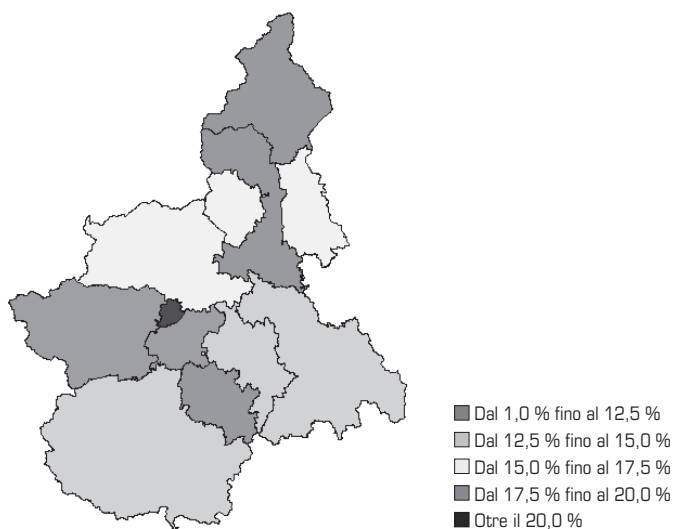 Dal 1,0 % fino al 12,5 %
Dal 12,5 % fino al 15,0 %
Dal 15,0 % fino al 17,5 %
Dal 17,5 % fino al 20,0 %
Otre il 20,0 %